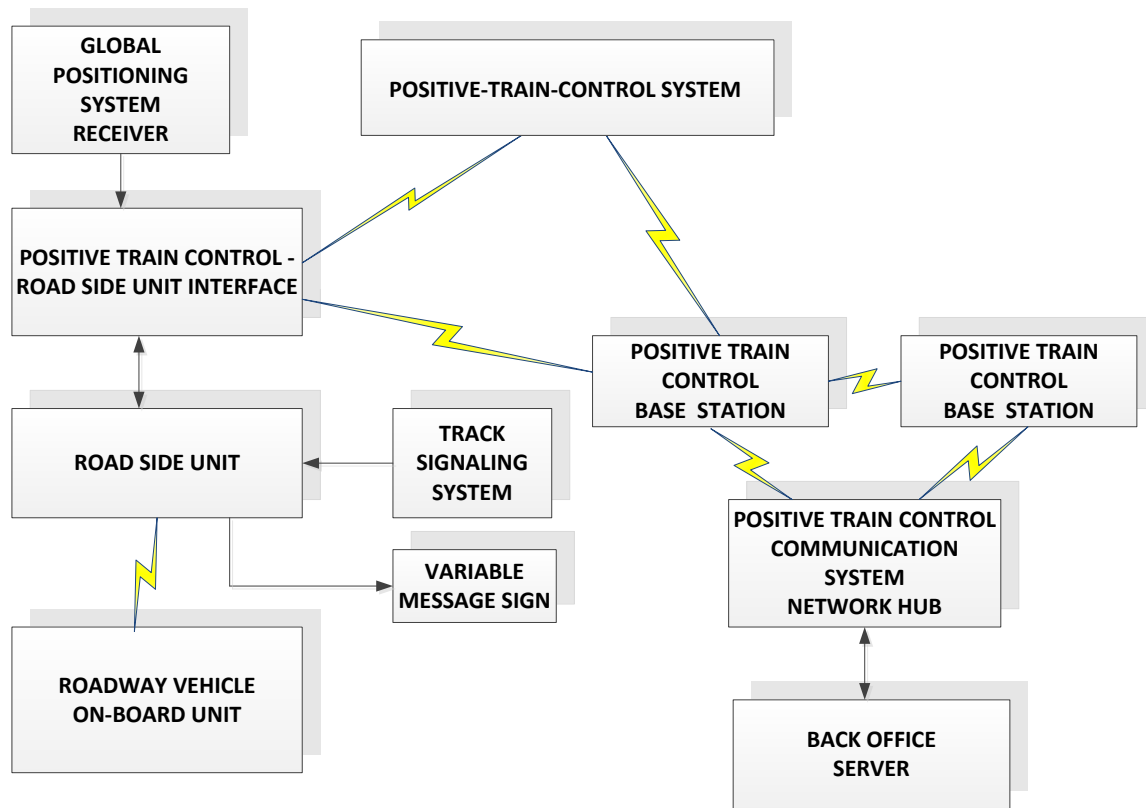 GLOBAL
POSITIONING
SYSTEM
RECEIVER
POSITIVE-TRAIN-CONTROL SYSTEM
POSITIVE TRAIN CONTROL -
ROAD SIDE UNIT INTERFACE
POSITIVE TRAIN
CONTROL
BASE STATION
POSITIVE TRAIN
CONTROL
BASE STATION
ROAD SIDE UNIT
TRACK
SIGNALING
SYSTEM
POSITIVE TRAIN CONTROL
COMMUNICATION
SYSTEM
NETWORK HUB
VARIABLE
MESSAGE SIGN
ROADWAY VEHICLE
ON-BOARD UNIT
BACK OFFICE
SERVER